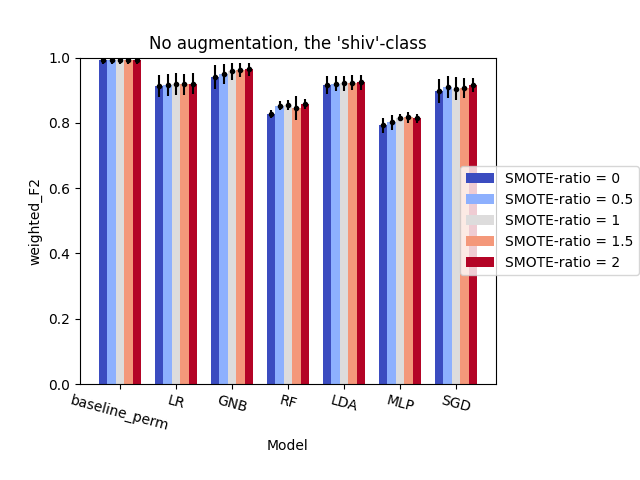 No augmentation, the 'shiv'-class
weighted_F2
1.0
0.8
0.6
0.4
0.2
0.0
baseline_perm
LR
GNB
RF
LDA
MLP
SGD
Model
SMOTE-ratio = 0
SMOTE-ratio = 0.5
SMOTE-ratio = 1
SMOTE-ratio = 1.5
SMOTE-ratio = 2